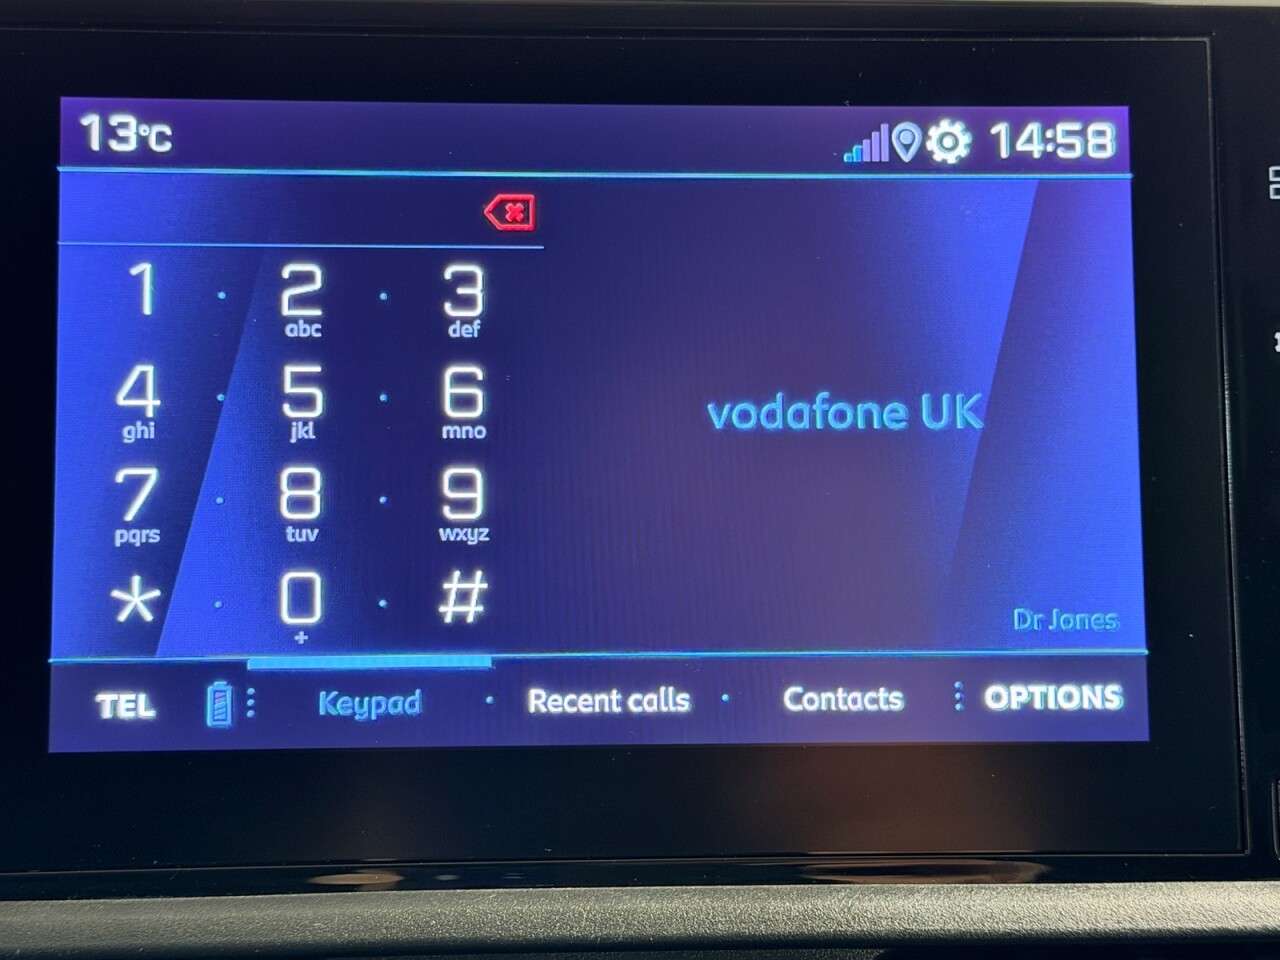 13°C 14:58
1 2 3
abc def
4 5 6
ghi jkl mno
7 8 9
pqrs tuv wxyz
* 0 #
+
vodafone UK
Dr Jones
TEL Keypad Recent calls Contacts OPTIONS